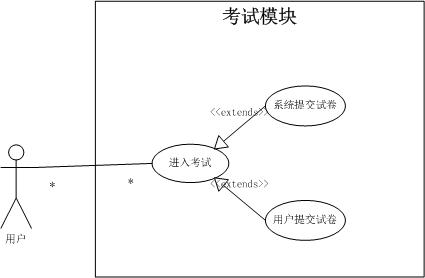 考试模块
系统提交试卷
<<extends>>
进入考试
*
*
<<extends>>
用户提交试卷
用户